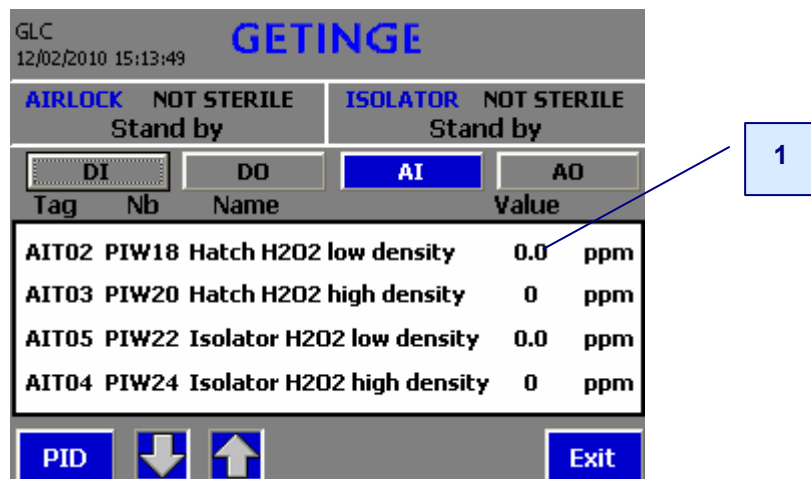 GLC
GETINGE
12/02/2010 15:13:49
AIRLOCK NOT STERILE ISOLATOR NOT STERILE
Stand by Stand by
1
DI DO AI AO
Tag Nb Name Value
AIT02 PIW18 Hatch H2O2 low density 0.0 ppm
AIT03 PIW20 Hatch H2O2 high density 0 ppm
AIT05 PIW22 Isolator H2O2 low density 0.0 ppm
AIT04 PIW24 Isolator H2O2 high density 0 ppm
PID Exit